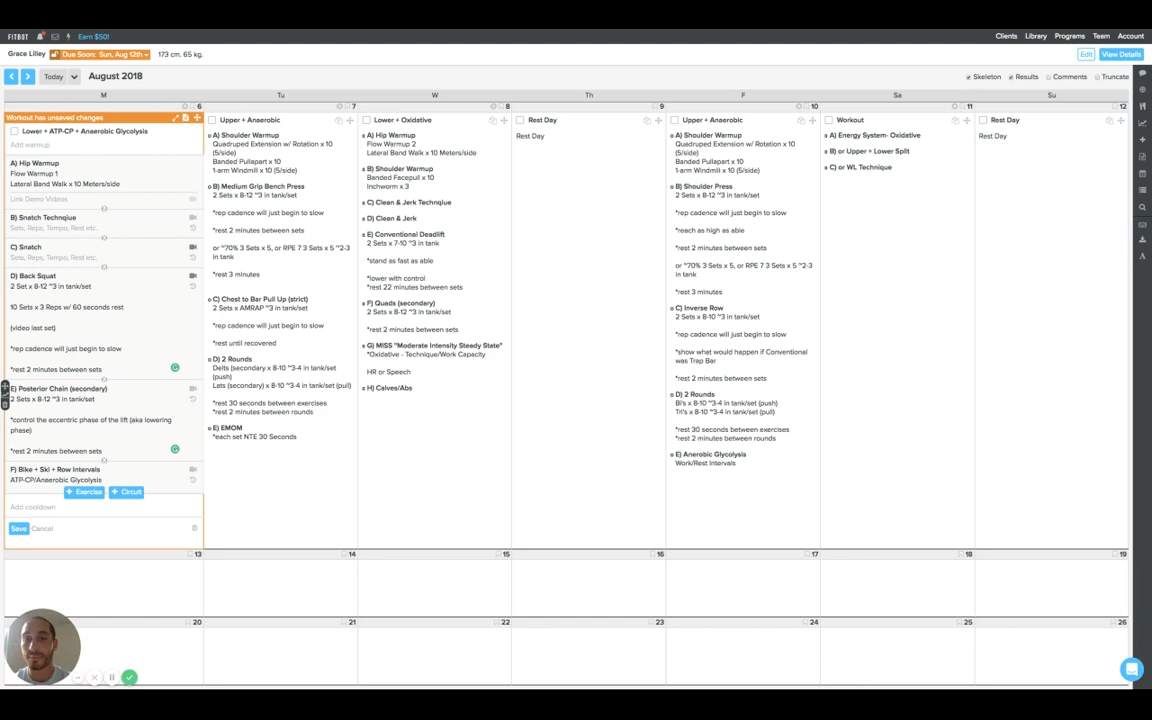 FITBOT
Earn $50!
Clients
Library
Programs
Team
Account
Grace Lilley
Due Soon: Sun, Aug 12th
173 cm. 65 kg.
Edit
View Details
Today
August 2018
Skeleton
Results
Comments
Truncate
M
Tu
W
Th
F
Sa
Su
6
7
8
9
10
11
12
Workout has unsaved changes
Lower + ATP-CP + Anaerobic Glycolysis
Add warmup
A) Hip Warmup
Flow Warmup 1
Lateral Band Walk x 10 Meters/side
Link Demo Videos
B) Snatch Technqiue
Sets, Reps, Tempo, Rest etc.
C) Snatch
Sets, Reps, Tempo, Rest etc.
D) Back Squat
2 Set x 8-12 ~3 in tank/set
10 Sets x 3 Reps w/ 60 seconds rest
(video last set)
*rep cadence will just begin to slow
*rest 2 minutes between sets
E) Posterior Chain (secondary)
2 Sets x 8-12 ~3 in tank/set
*control the eccentric phase of the lift (aka lowering
phase)
*rest 2 minutes between sets
F) Bike + Ski + Row Intervals
ATP-CP/Anaerobic Glycolysis
+ Exercise
+ Circuit
Add cooldown
Save
Cancel
Upper + Anaerobic
A) Shoulder Warmup
Quadruped Extension w/ Rotation x 10
(5/side)
Banded Pullapart x 10
1-arm Windmill x 10 (5/side)
B) Medium Grip Bench Press
2 Sets x 8-12 ~3 in tank/set
*rep cadence will just begin to slow
*rest 2 minutes between sets
or ~70% 3 Sets x 5, or RPE 7 3 Sets x 5 ~2-3
in tank
*rest 3 minutes
C) Chest to Bar Pull Up (strict)
2 Sets x AMRAP ~3 in tank/set
*rep cadence will just begin to slow
*rest until recovered
D) 2 Rounds
Delts (secondary x 8-10 ~3-4 in tank/set
(push)
Lats (secondary) x 8-10 ~3-4 in tank/set (pull)
*rest 30 seconds between exercises
*rest 2 minutes between rounds
E) EMOM
*each set NTE 30 Seconds
Lower + Oxidative
A) Hip Warmup
Flow Warmup 2
Lateral Band Walk x 10 Meters/side
B) Shoulder Warmup
Banded Facepull x 10
Inchworm x 3
C) Clean & Jerk Technqiue
D) Clean & Jerk
E) Conventional Deadlift
2 Sets x 7-10 ~3 in tank
*stand as fast as able
*lower with control
*rest 22 minutes between sets
F) Quads (secondary)
2 Sets x 8-12 ~3 in tank/set
*rest 2 minutes between sets
G) MISS "Moderate Intensity Steady State"
*Oxidative - Technique/Work Capacity
HR or Speech
H) Calves/Abs
Rest Day
Rest Day
Upper + Anaerobic
A) Shoulder Warmup
Quadruped Extension w/ Rotation x 10
(5/side)
Banded Pullapart x 10
1-arm Windmill x 10 (5/side)
B) Shoulder Press
2 Sets x 8-12 ~3 in tank/set
*rep cadence will just begin to slow
*reach as high as able
*rest 2 minutes between sets
or ~70% 3 Sets x 5, or RPE 7 3 Sets x 5 ~2-3
in tank
*rest 3 minutes
C) Inverse Row
2 Sets x 8-10 ~3 in tank/set
*rep cadence will just begin to slow
*show what would happen if Conventional
was Trap Bar
*rest 2 minutes between sets
D) 2 Rounds
Bi's x 8-10 ~3-4 in tank/set (push)
Tri's x 8-10 ~3-4 in tank/set (pull)
*rest 30 seconds between exercises
*rest 2 minutes between rounds
E) Anerobic Glycolysis
Work/Rest Intervals
Workout
A) Energy System- Oxidative
B) or Upper + Lower Split
C) or WL Technique
Rest Day
Rest Day
13
14
15
16
17
18
19
20
21
22
23
24
25
26